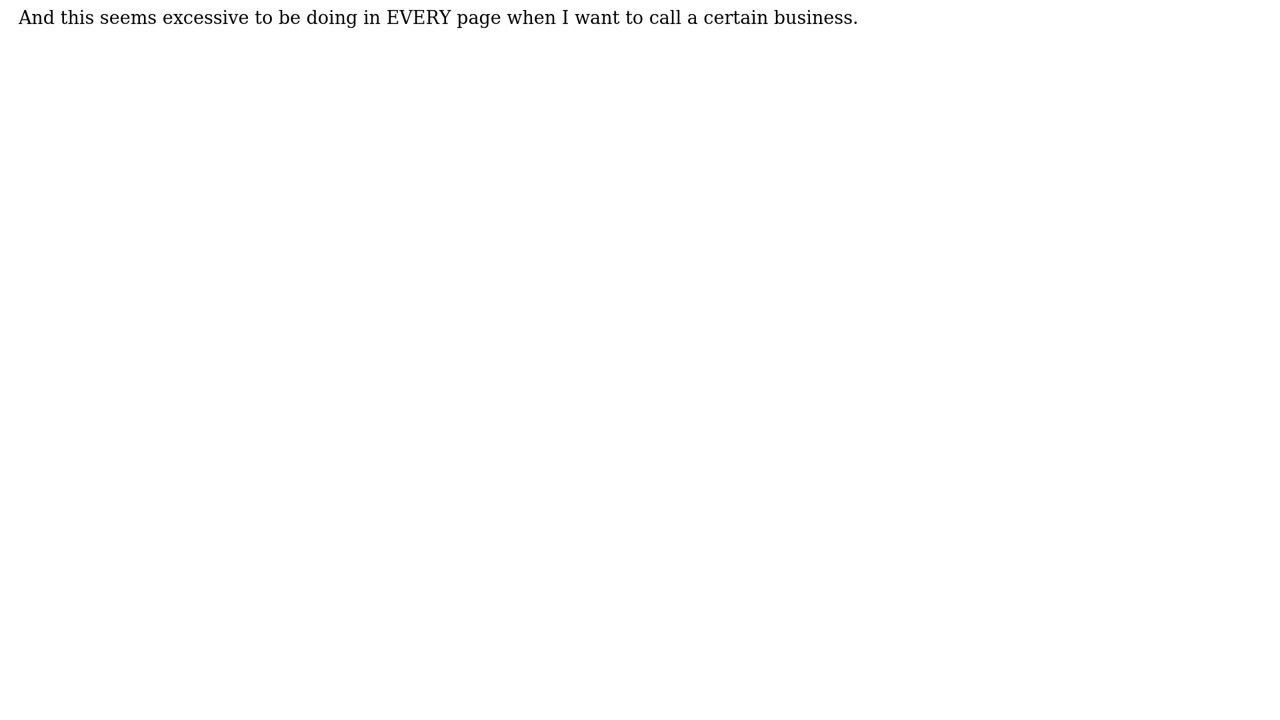 And this seems excessive to be doing in EVERY page when I want to call a certain business.